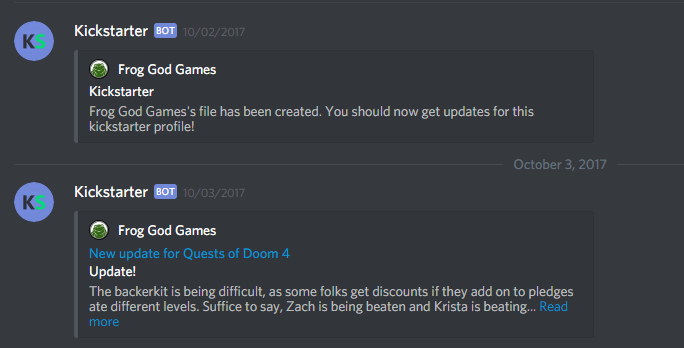 KS
Kickstarter BOT 10/02/2017
Frog God Games
Kickstarter
Frog God Games's file has been created. You should now get updates for this
kickstarter profile!
October 3, 2017
KS
Kickstarter BOT 10/03/2017
Frog God Games
New update for Quests of Doom 4
Update!
The backerkit is being difficult, as some folks get discounts if they add on to pledges
ate different levels. Suffice to say, Zach is being beaten and Krista is beating... Read
more